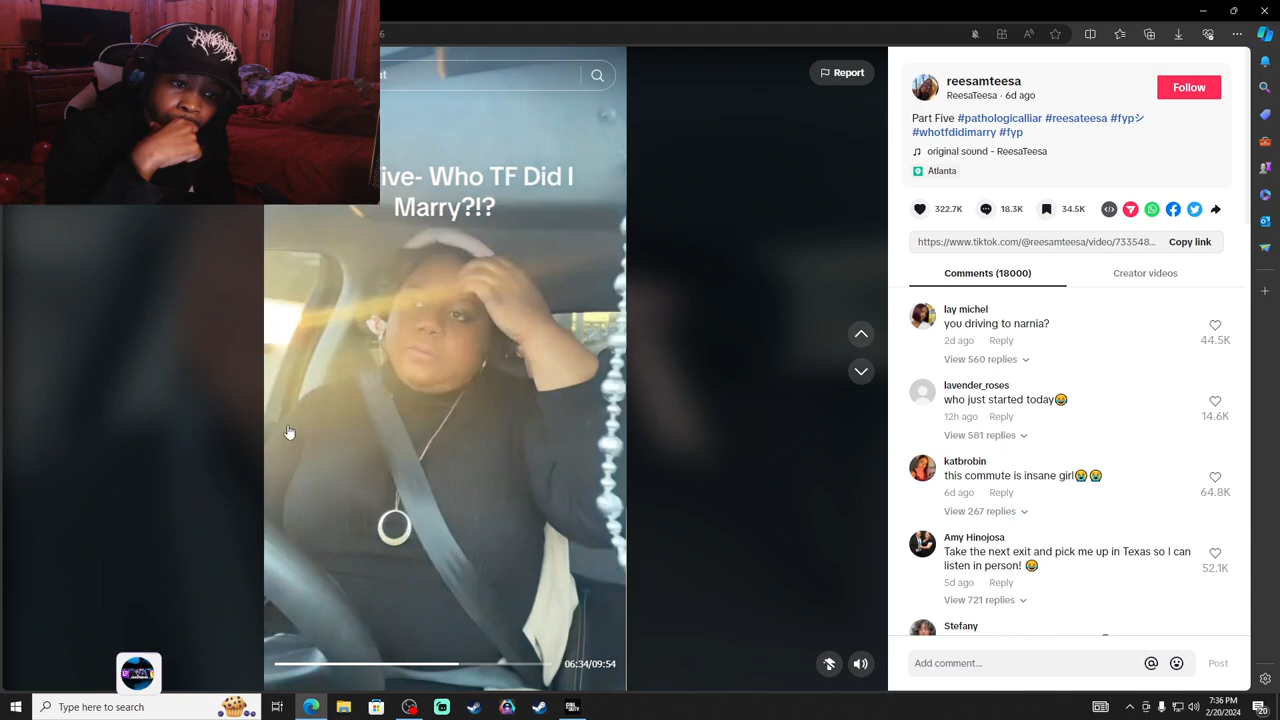 Report
ive- Who TF Did I
Marry?!?
06:34/09:54
reesamteesa
ReesaTeesa · 6d ago
Follow
Part Five #pathologicalliar #reesateesa #fypシ
#whotfdidimarry #fyp
original sound - ReesaTeesa
Atlanta
322.7K
18.3K
34.5K
https://www.tiktok.com/@reesamteesa/video/733548...
Copy link
Comments (18000)
Creator videos
lay michel
you driving to narnia?
2d ago Reply
44.5K
View 560 replies
lavender_roses
who just started today😂
12h ago Reply
14.6K
View 581 replies
katbrobin
this commute is insane girl😭😭
6d ago Reply
64.8K
View 267 replies
Amy Hinojosa
Take the next exit and pick me up in Texas so I can
listen in person! 😂
5d ago Reply
52.1K
View 721 replies
Stefany
Add comment...
Post
Type here to search
7:36 PM
2/20/2024